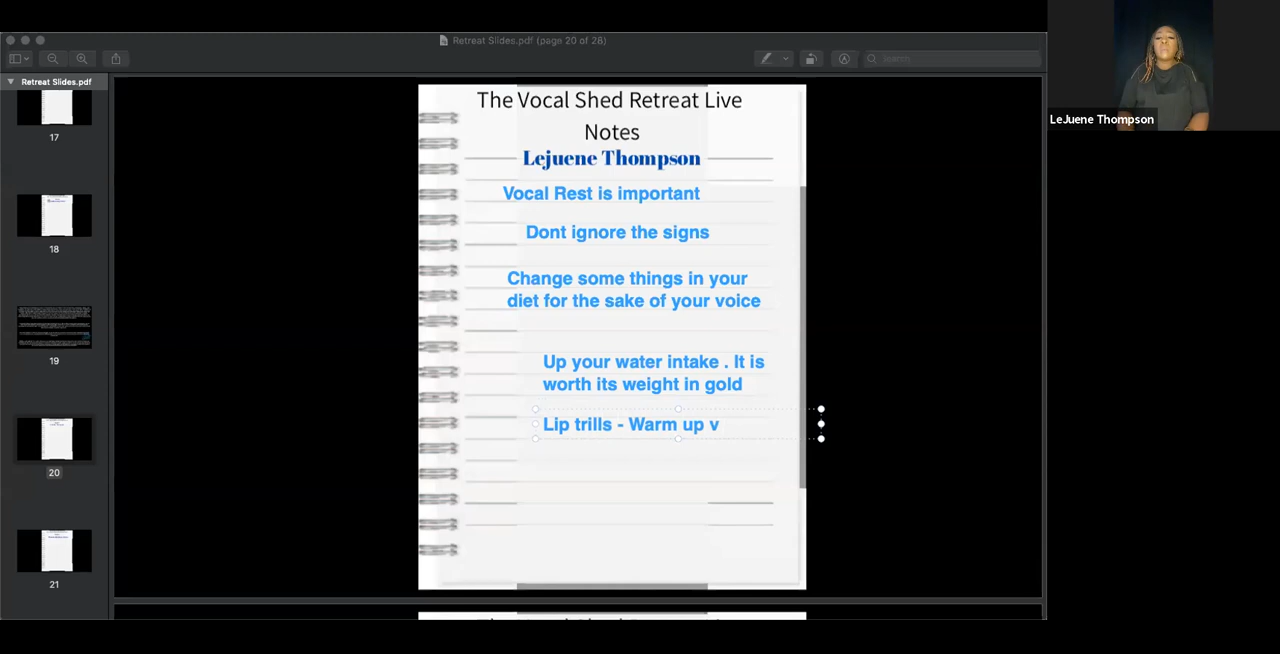 Retreat Slides.pdf (page 20 of 28)
Search
Retreat Slides.pdf
17
18
19
20
21
The Vocal Shed Retreat Live
Notes
Lejuene Thompson
Vocal Rest is important
Dont ignore the signs
Change some things in your
diet for the sake of your voice
Up your water intake . It is
worth its weight in gold
Lip trills - Warm up v
LeJuene Thompson